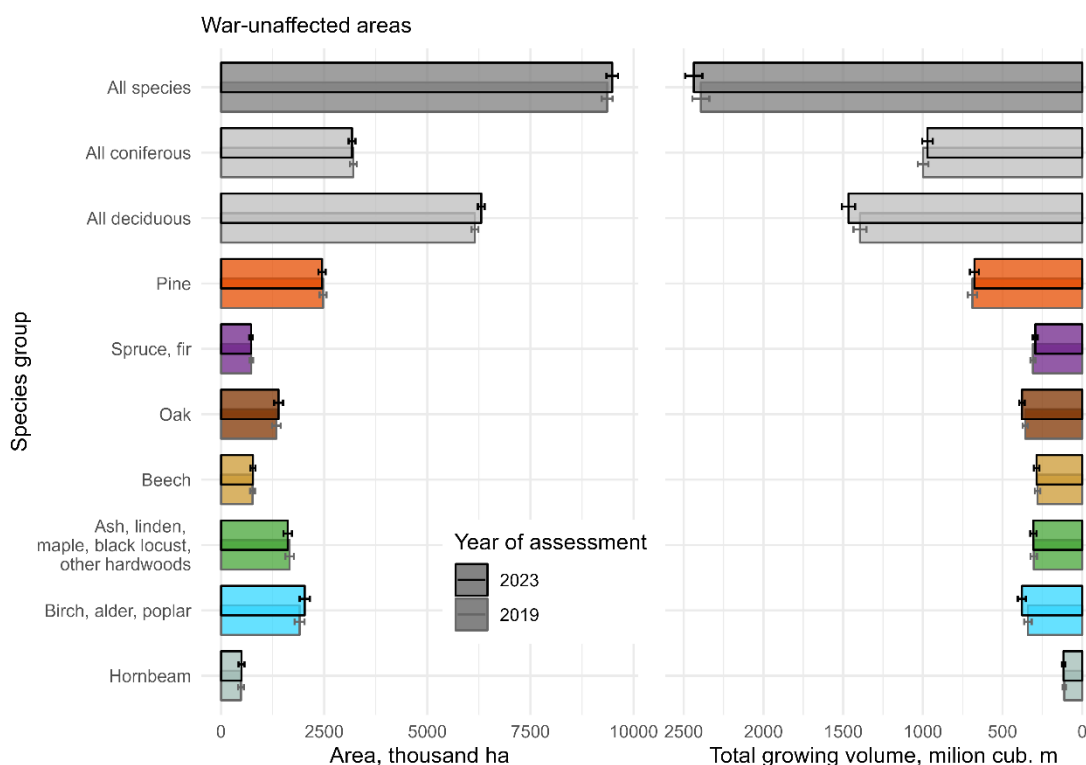 War-unaffected areas
Species group
All species
All coniferous
All deciduous
Pine
Spruce, fir
Oak
Beech
Ash, linden,
maple, black locust,
other hardwoods
Birch, alder, poplar
Hornbeam
Year of assessment
2023
2019
0 2500 5000 7500 10000
Area, thousand ha
2500 2000 1500 1000 500 0
Total growing volume, milion cub. m